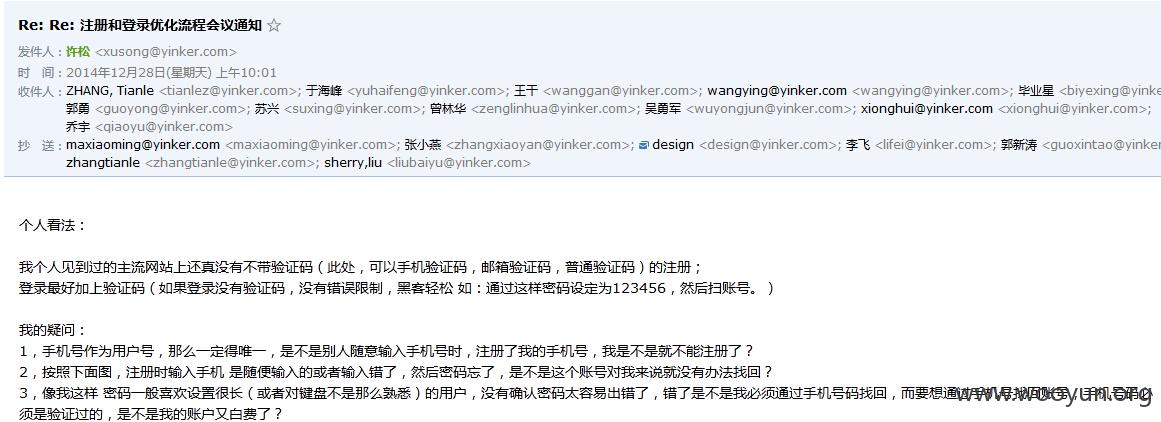 Re: Re: 注册和登录优化流程会议通知 ☆
发件人：许松 <xusong@yinker.com>
时 间：2014年12月28日(星期天) 上午10:01
收件人：ZHANG, Tianle <tianlez@yinker.com>; 于海峰 <yuhaifeng@yinker.com>; 王干 <wanggan@yinker.com>; wangying@yinker.com <wangying@yinker.com>; 毕业星 <biyexing@yinke
郭勇 <guoyong@yinker.com>; 苏兴 <suxing@yinker.com>; 曾林华 <zenglinhua@yinker.com>; 吴勇军 <wuyongjun@yinker.com>; xionghui@yinker.com <xionghui@yinker.com>;
乔宇 <qiaoyu@yinker.com>
抄 送：maxiaoming@yinker.com <maxiaoming@yinker.com>; 张小燕 <zhangxiaoyan@yinker.com>; design <design@yinker.com>; 李飞 <lifei@yinker.com>; 郭新涛 <guoxintao@yinker
zhangtianle <zhangtianle@yinker.com>; sherry,liu <liubaiyu@yinker.com>
个人看法：
我个人见到过的主流网站上还真没有不带验证码（此处，可以手机验证码，邮箱验证码，普通验证码）的注册；
登录最好加上验证码（如果登录没有验证码，没有错误限制，黑客轻松 如：通过这样密码设定为123456，然后扫账号。）
我的疑问：
1，手机号作为用户号，那么一定得唯一，是不是别人随意输入手机号时，注册了我的手机号，我是不是就不能注册了？
2，按照下面图，注册时输入手机 是随便输入的或者输入错了，然后密码忘了，是不是这个账号对我来说就没有办法找回？
3，像我这样 密码一般喜欢设置很长（或者对键盘不是那么熟悉）的用户，没有确认密码太容易出错了，错了是不是我必须通过手机号码找回，而要想通过手机号找回账号，手机号码必
须是验证过的，是不是我的账户又白费了？
www.wooyun.org